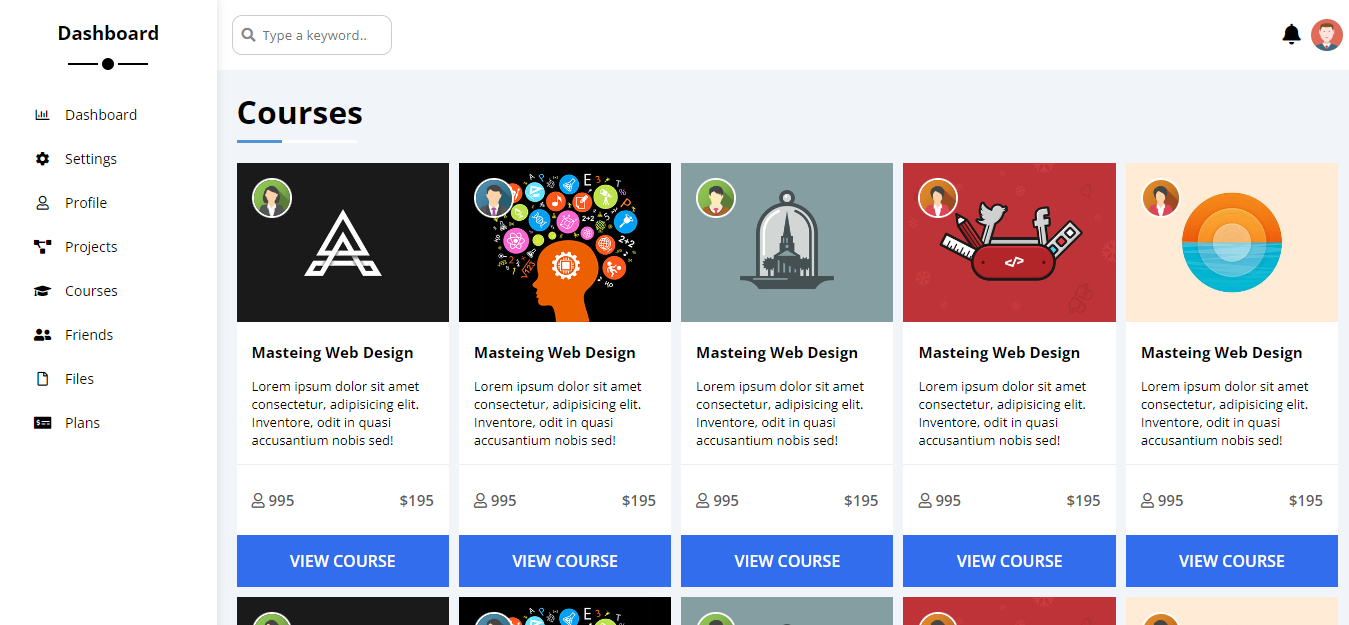 Dashboard
Type a keyword..
Dashboard
Settings
Profile
Projects
Courses
Friends
Files
Plans
Courses
Masteing Web Design
Lorem ipsum dolor sit amet
consectetur, adipisicing elit.
Inventore, odit in quasi
accusantium nobis sed!
995
$195
VIEW COURSE
Masteing Web Design
Lorem ipsum dolor sit amet
consectetur, adipisicing elit.
Inventore, odit in quasi
accusantium nobis sed!
995
$195
VIEW COURSE
Masteing Web Design
Lorem ipsum dolor sit amet
consectetur, adipisicing elit.
Inventore, odit in quasi
accusantium nobis sed!
995
$195
VIEW COURSE
</>
Masteing Web Design
Lorem ipsum dolor sit amet
consectetur, adipisicing elit.
Inventore, odit in quasi
accusantium nobis sed!
995
$195
VIEW COURSE
Masteing Web Design
Lorem ipsum dolor sit amet
consectetur, adipisicing elit.
Inventore, odit in quasi
accusantium nobis sed!
995
$195
VIEW COURSE